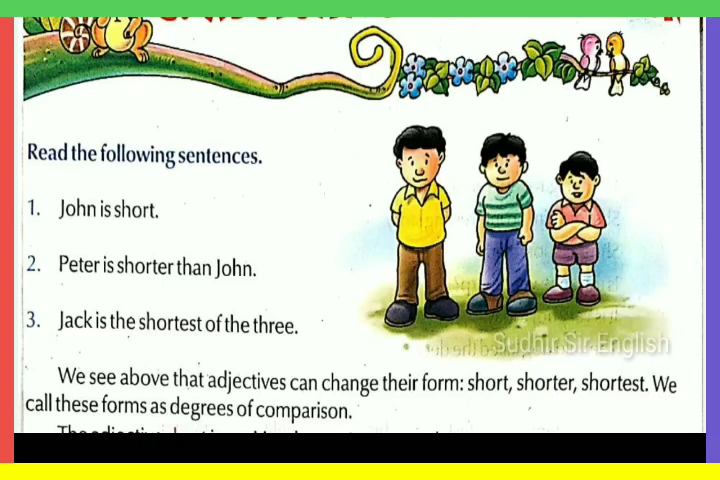 Read the following sentences.
1. John is short.
2. Peter is shorter than John.
3. Jack is the shortest of the three.
Sudhir Sir English
We see above that adjectives can change their form: short, shorter, shortest. We
call these forms as degrees of comparison.